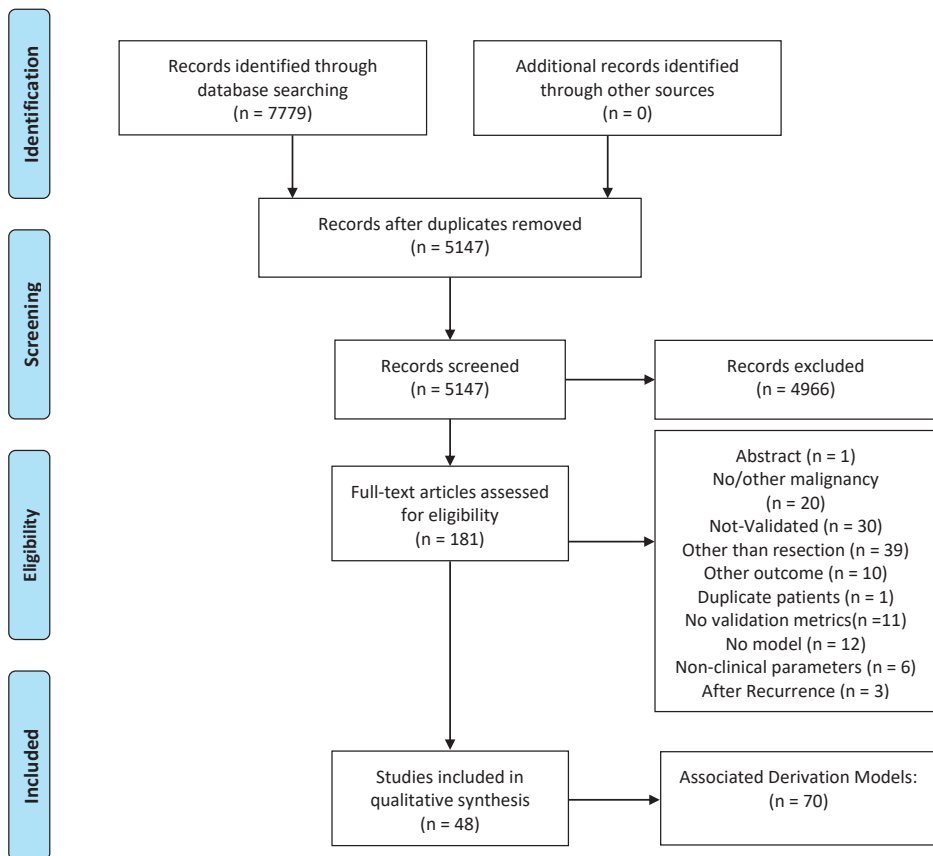 Identification
Records identified through
database searching
(n = 7779)
Additional records identified
through other sources
(n = 0)
Records after duplicates removed
(n = 5147)
Screening
Records screened
(n = 5147)
Records excluded
(n = 4966)
Eligibility
Full-text articles assessed
for eligibility
(n = 181)
Abstract (n = 1)
No/other malignancy
(n = 20)
Not-Validated (n = 30)
Other than resection (n = 39)
Other outcome (n = 10)
Duplicate patients (n = 1)
No validation metrics(n =11)
No model (n = 12)
Non-clinical parameters (n = 6)
After Recurrence (n = 3)
Included
Studies included in
qualitative synthesis
(n = 48)
Associated Derivation Models:
(n = 70)